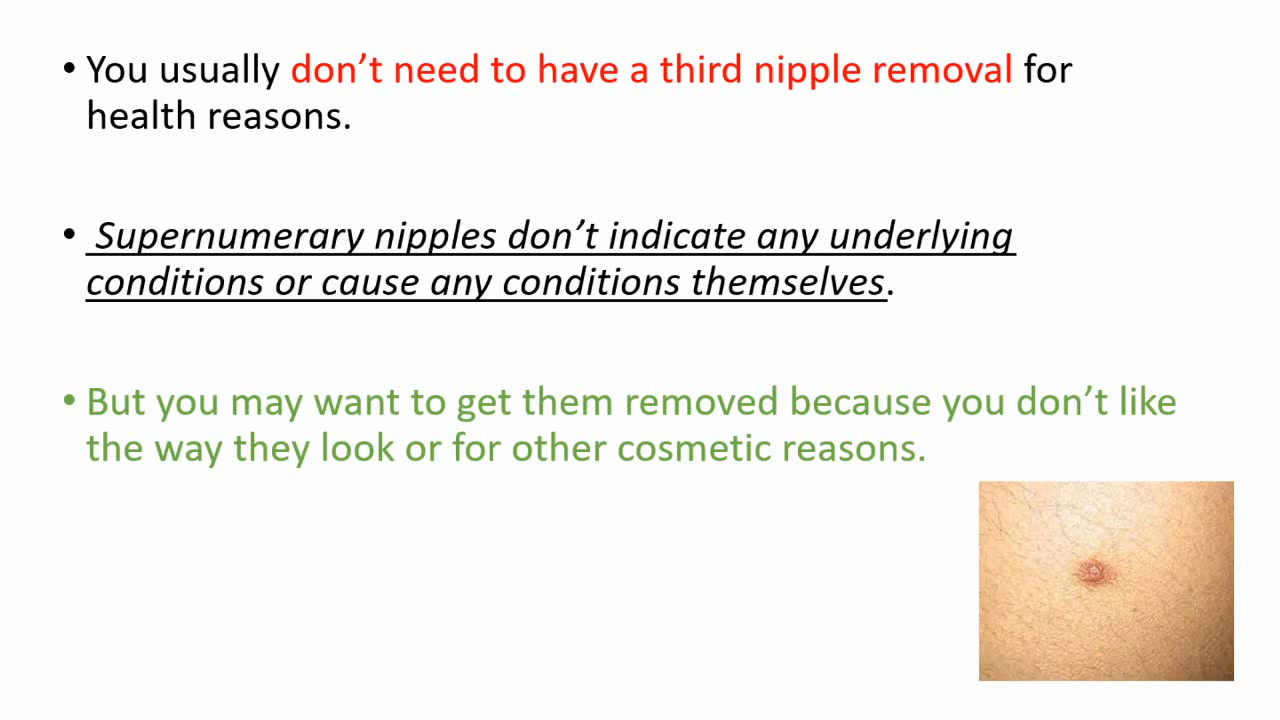 • You usually don’t need to have a third nipple removal for
health reasons.
• Supernumerary nipples don’t indicate any underlying
conditions or cause any conditions themselves.
• But you may want to get them removed because you don’t like
the way they look or for other cosmetic reasons.